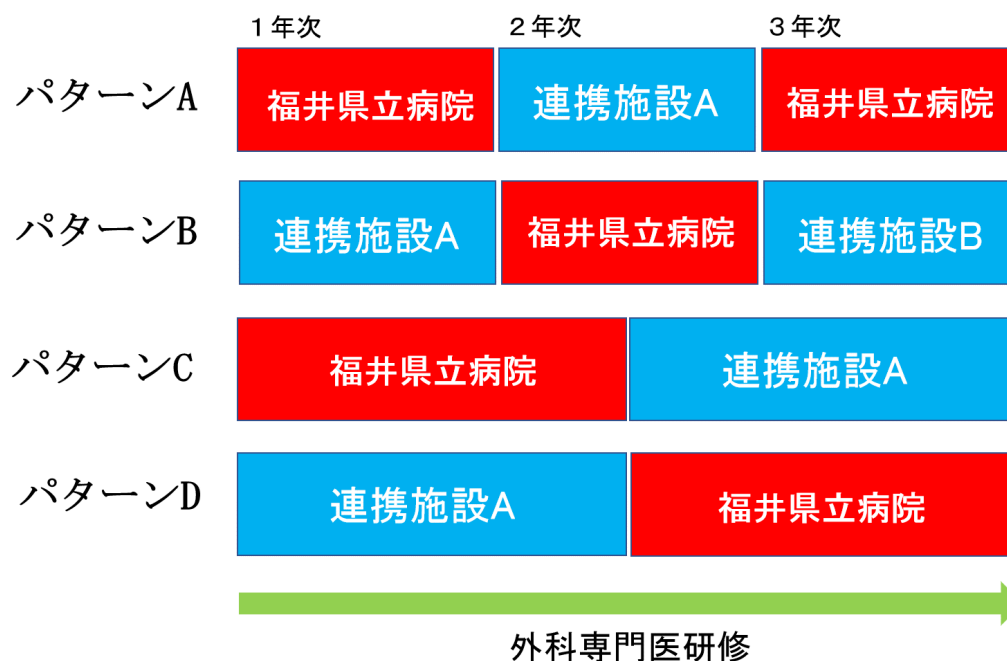 １年次 ２年次 ３年次
パターンA 福井県立病院 連携施設A 福井県立病院
パターンB 連携施設A 福井県立病院 連携施設B
パターンC 福井県立病院 連携施設A
パターンD 連携施設A 福井県立病院
外科専門医研修